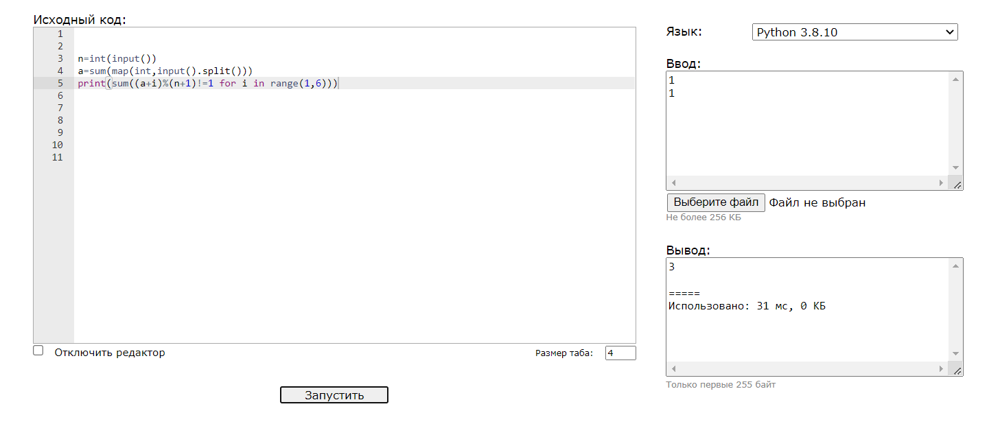 Исходный код:
1
2
3 n=int(input())
4 a=sum(map(int,input().split()))
5 print(sum((a+i)%(n+1)!=1 for i in range(1,6)))
6
7
8
9
10
11
Отключить редактор
Размер таба: 4
Запустить
Язык: Python 3.8.10
Ввод:
1
1
Выберите файл Файл не выбран
Не более 256 КБ
Вывод:
3
=====
Использовано: 31 мс, 0 КБ
Только первые 255 байт